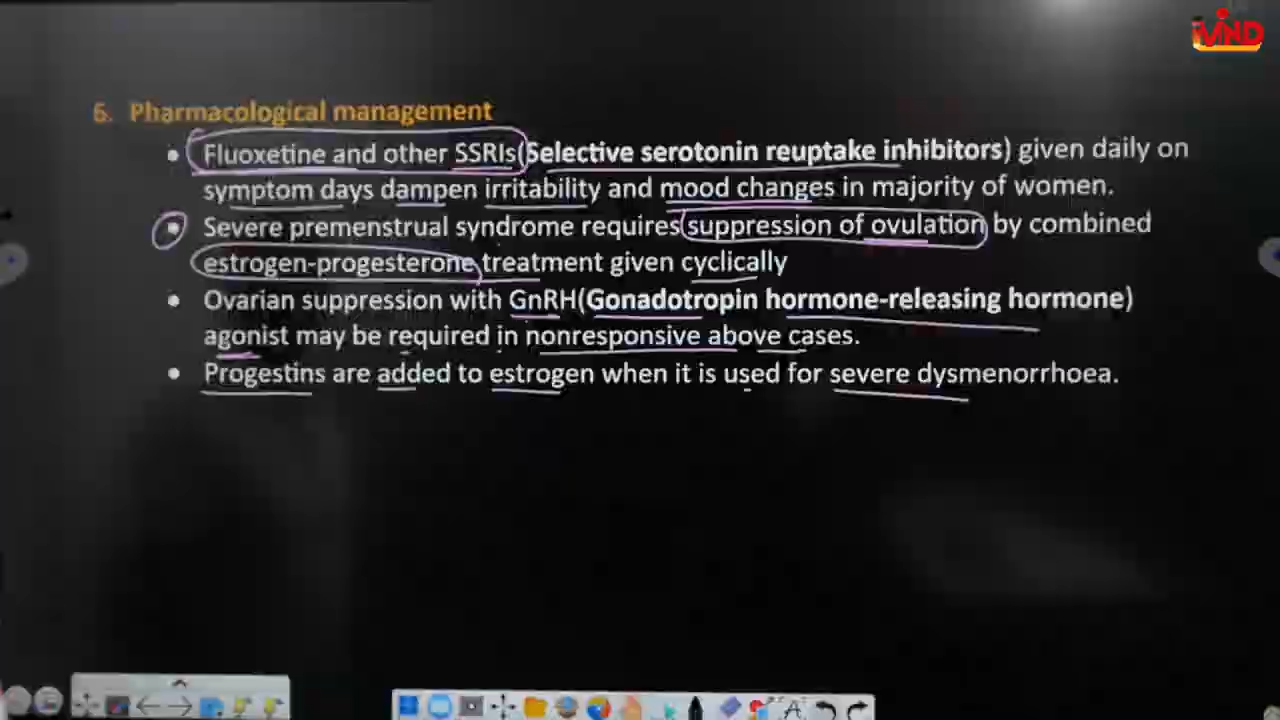 iMIND
6. Pharmacological management
• Fluoxetine and other SSRIs(Selective serotonin reuptake inhibitors) given daily on
symptom days dampen irritability and mood changes in majority of women.
• Severe premenstrual syndrome requires suppression of ovulation by combined
estrogen-progesterone treatment given cyclically
• Ovarian suppression with GnRH(Gonadotropin hormone-releasing hormone)
agonist may be required in nonresponsive above cases.
• Progestins are added to estrogen when it is used for severe dysmenorrhoea.